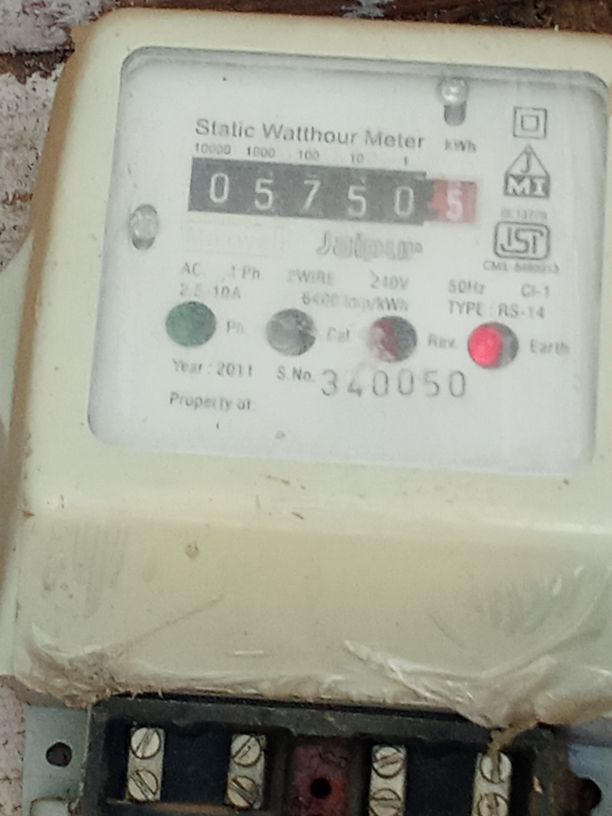 Static Watthour Meter
kWh
10000 1000 100 10 1
0 5 7 5 0 5
J
MI
Jaipur
ISI
AC 1 Ph. 2WIRE 240V 50Hz Cl-1
2.5-10A 6400 imp/kWh TYPE : RS-14
Ph. Cal Rev. Earth
Year : 2011 S.No. 340050
Property of: